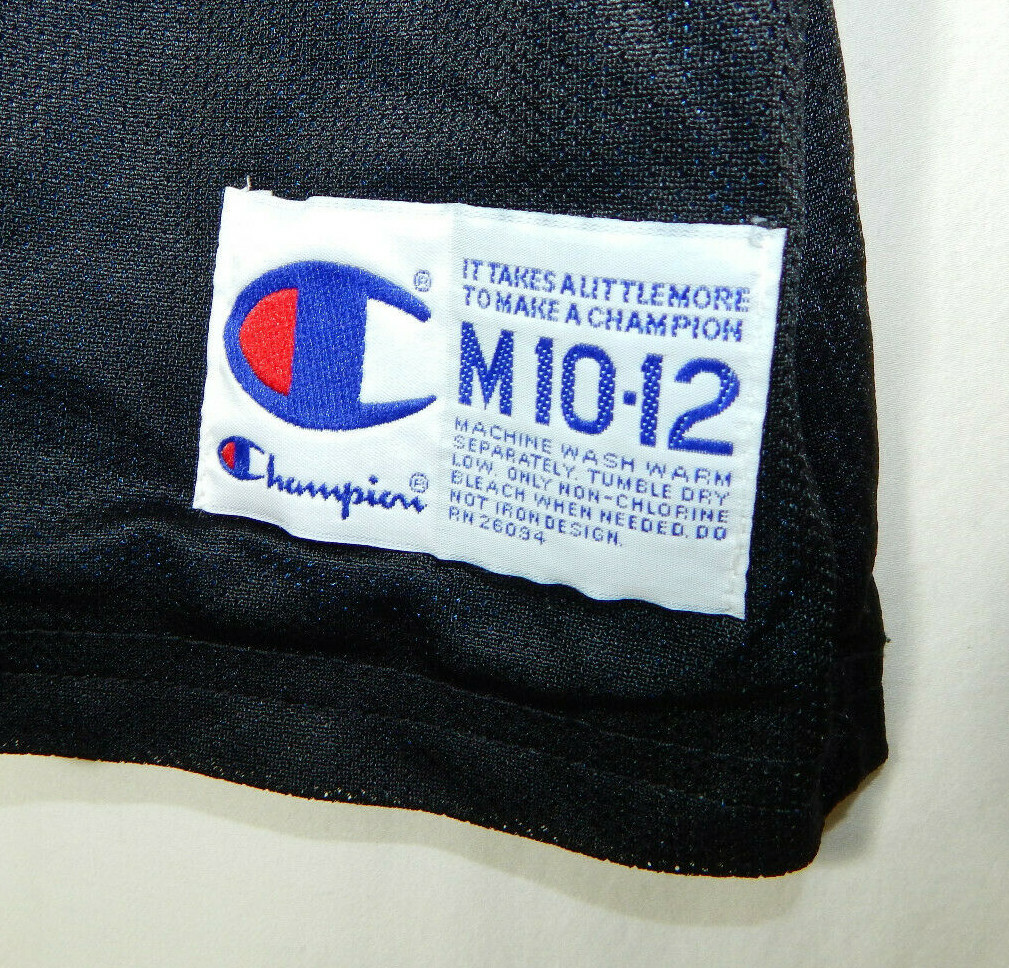 Champion®
®
IT TAKES A LITTLE MORE
TO MAKE A CHAMPION
M 10-12
MACHINE WASH WARM
SEPARATELY. TUMBLE DRY
LOW. ONLY NON-CHLORINE
BLEACH WHEN NEEDED. DO
NOT IRON DESIGN.
RN 26094